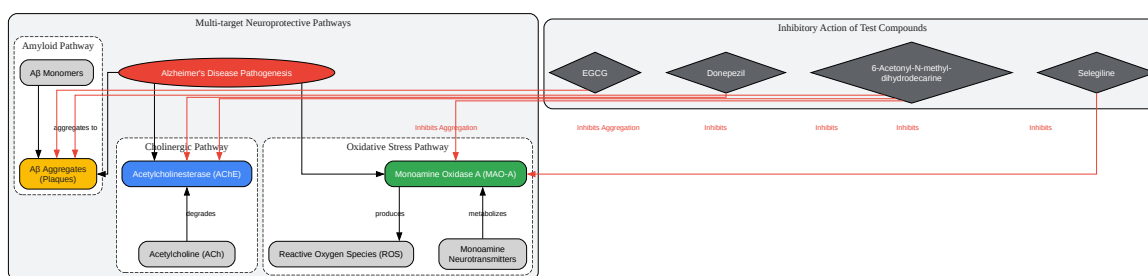 Multi-target Neuroprotective Pathways
Inhibitory Action of Test Compounds
Amyloid Pathway
Aβ Monomers
Alzheimer's Disease Pathogenesis
EGCG
Donepezil
6-Acetonyl-N-methyl-
dihydrodecarine
Selegiline
aggregates to
Inhibits Aggregation
Inhibits Aggregation
Inhibits
Inhibits
Inhibits
Inhibits
Cholinergic Pathway
Oxidative Stress Pathway
Aβ Aggregates
(Plaques)
Acetylcholinesterase (AChE)
Monoamine Oxidase A (MAO-A)
degrades
produces
metabolizes
Acetylcholine (ACh)
Reactive Oxygen Species (ROS)
Monoamine
Neurotransmitters